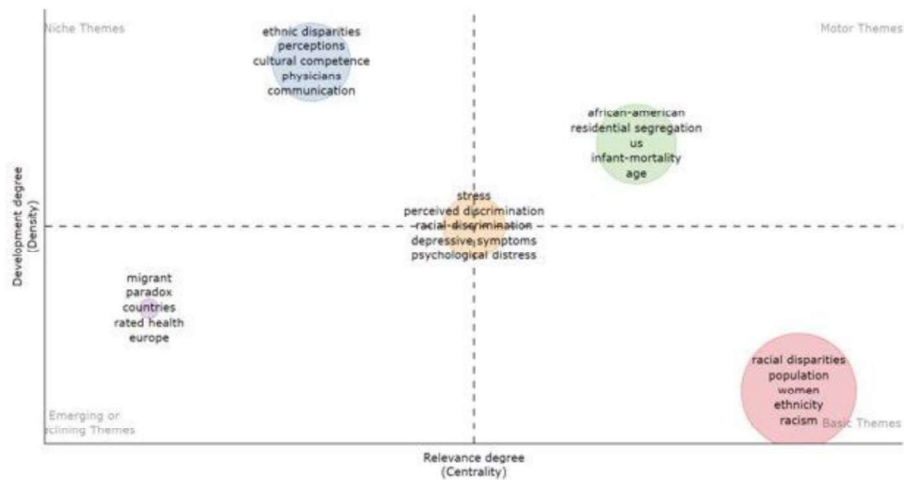 Niche Themes
Motor Themes
ethnic disparities
perceptions
cultural competence
physicians
communication
african-american
residential segregation
us
infant-mortality
age
stress
perceived discrimination
racial-discrimination
depressive symptoms
psychological distress
Development degree
(Density)
migrant
paradox
countries
rated health
europe
racial disparities
population
women
ethnicity
racism
Emerging or
clining Themes
Basic Themes
Relevance degree
(Centrality)